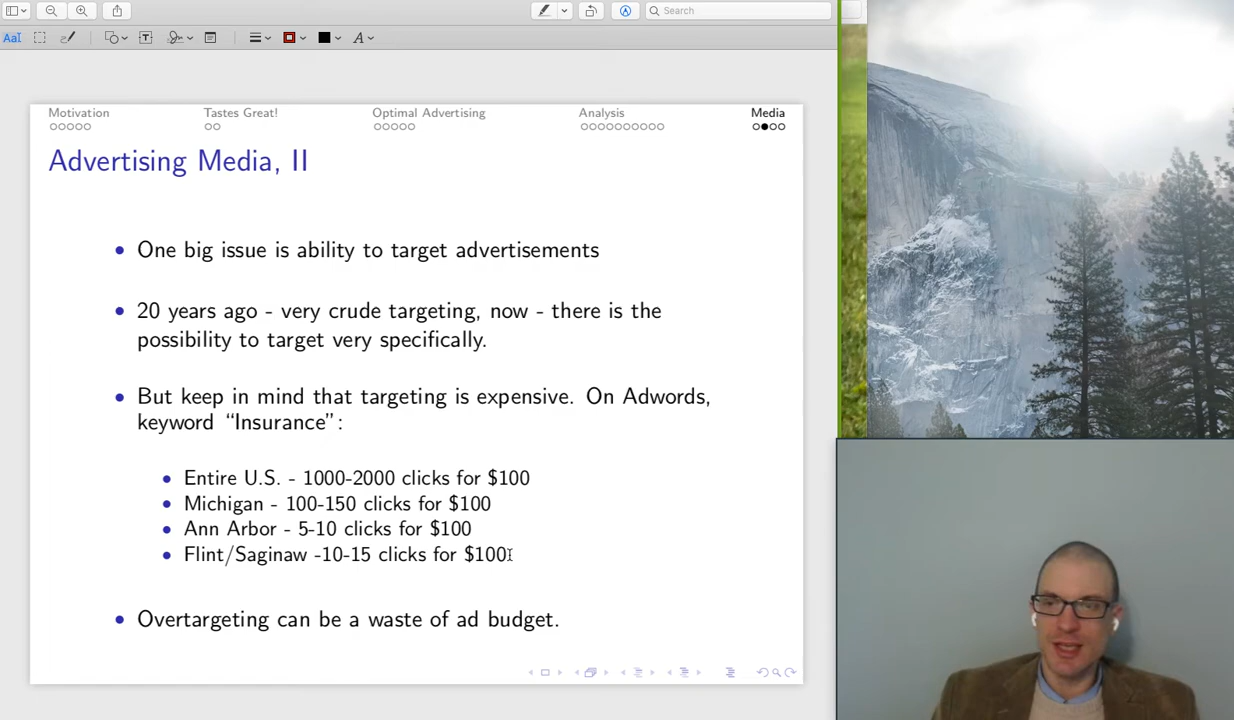 Search
AaI
T
A
Motivation
Tastes Great!
Optimal Advertising
Analysis
Media
Advertising Media, II
One big issue is ability to target advertisements
20 years ago - very crude targeting, now - there is the
possibility to target very specifically.
But keep in mind that targeting is expensive. On Adwords,
keyword “Insurance”:
Entire U.S. - 1000-2000 clicks for $100
Michigan - 100-150 clicks for $100
Ann Arbor - 5-10 clicks for $100
Flint/Saginaw -10-15 clicks for $100
Overtargeting can be a waste of ad budget.